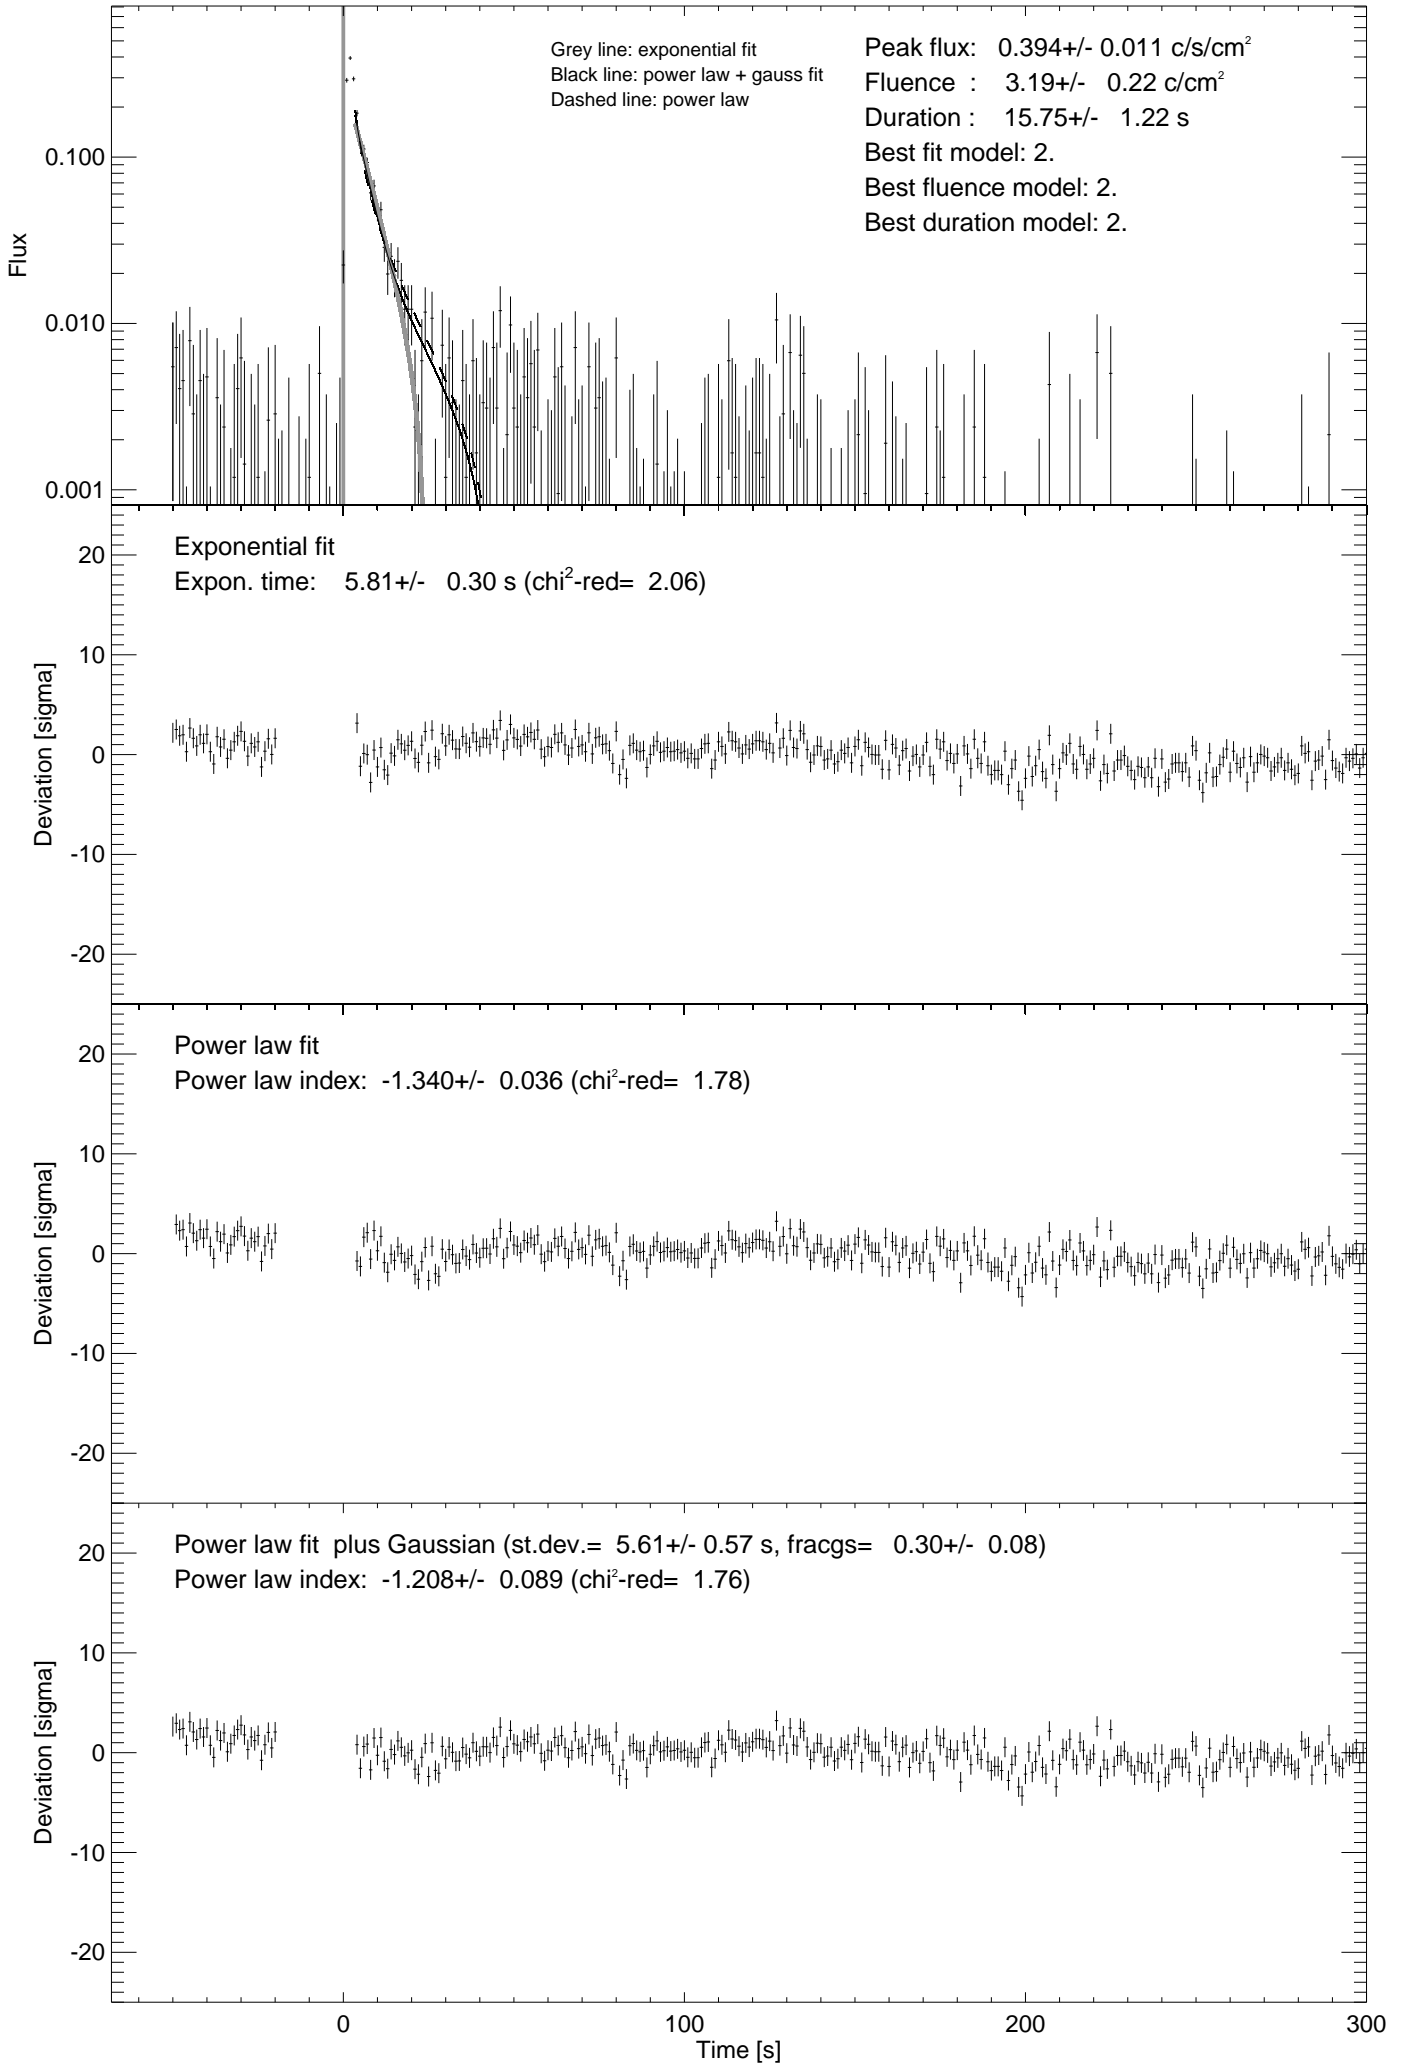 Grey line: exponential fit
Black line: power law + gauss fit
Dashed line: power law
Peak flux: 0.394+/- 0.011 c/s/cm²
Fluence : 3.19+/- 0.22 c/cm²
Duration : 15.75+/- 1.22 s
Best fit model: 2.
Best fluence model: 2.
Best duration model: 2.
Flux
0.100
0.010
0.001
Exponential fit
Expon. time: 5.81+/- 0.30 s (chi²-red= 2.06)
Deviation [sigma]
20
10
0
-10
-20
Power law fit
Power law index: -1.340+/- 0.036 (chi²-red= 1.78)
Deviation [sigma]
20
10
0
-10
-20
Power law fit plus Gaussian (st.dev.= 5.61+/- 0.57 s, fracgs= 0.30+/- 0.08)
Power law index: -1.208+/- 0.089 (chi²-red= 1.76)
Deviation [sigma]
20
10
0
-10
-20
0 100 200 300
Time [s]